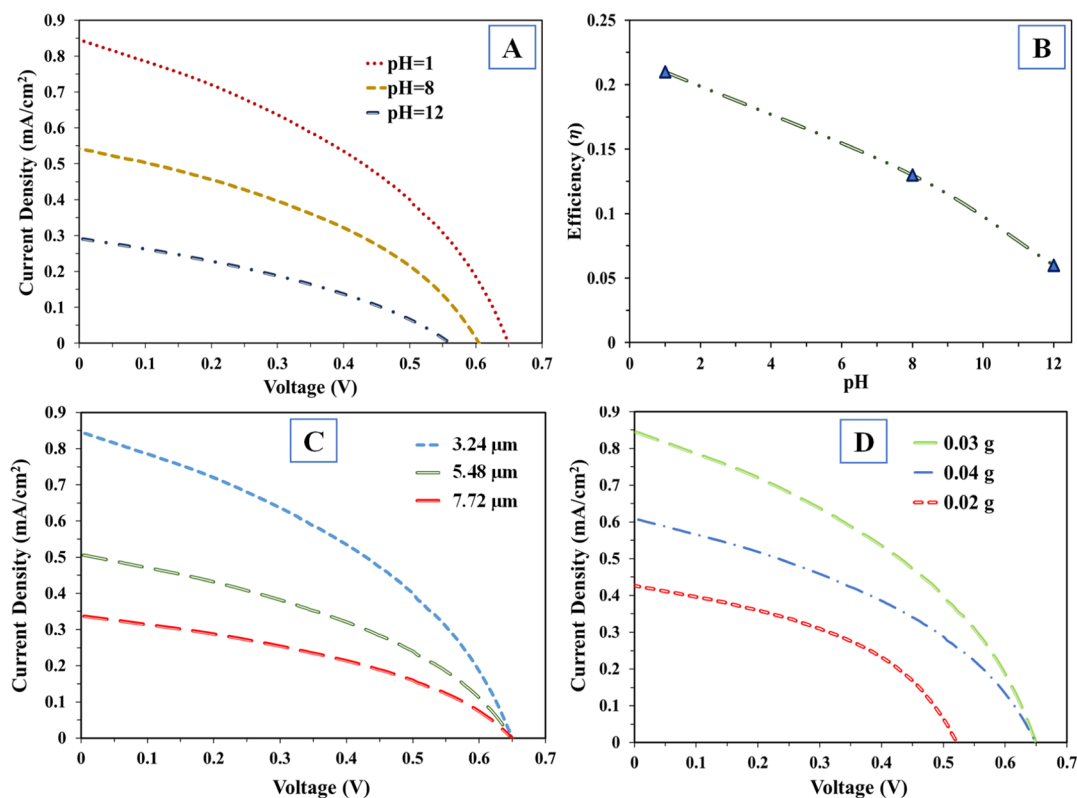 A
pH=1
pH=8
pH=12
Current Density (mA/cm²)
0.9
0.8
0.7
0.6
0.5
0.4
0.3
0.2
0.1
0
0 0.1 0.2 0.3 0.4 0.5 0.6 0.7
Voltage (V)
B
Efficiency (η)
0.25
0.2
0.15
0.1
0.05
0
0 2 4 6 8 10 12
pH
C
3.24 µm
5.48 µm
7.72 µm
Current Density (mA/cm²)
0.9
0.8
0.7
0.6
0.5
0.4
0.3
0.2
0.1
0
0 0.1 0.2 0.3 0.4 0.5 0.6 0.7
Voltage (V)
D
0.03 g
0.04 g
0.02 g
Current Density (mA/cm²)
0.9
0.8
0.7
0.6
0.5
0.4
0.3
0.2
0.1
0
0 0.1 0.2 0.3 0.4 0.5 0.6 0.7
Voltage (V)